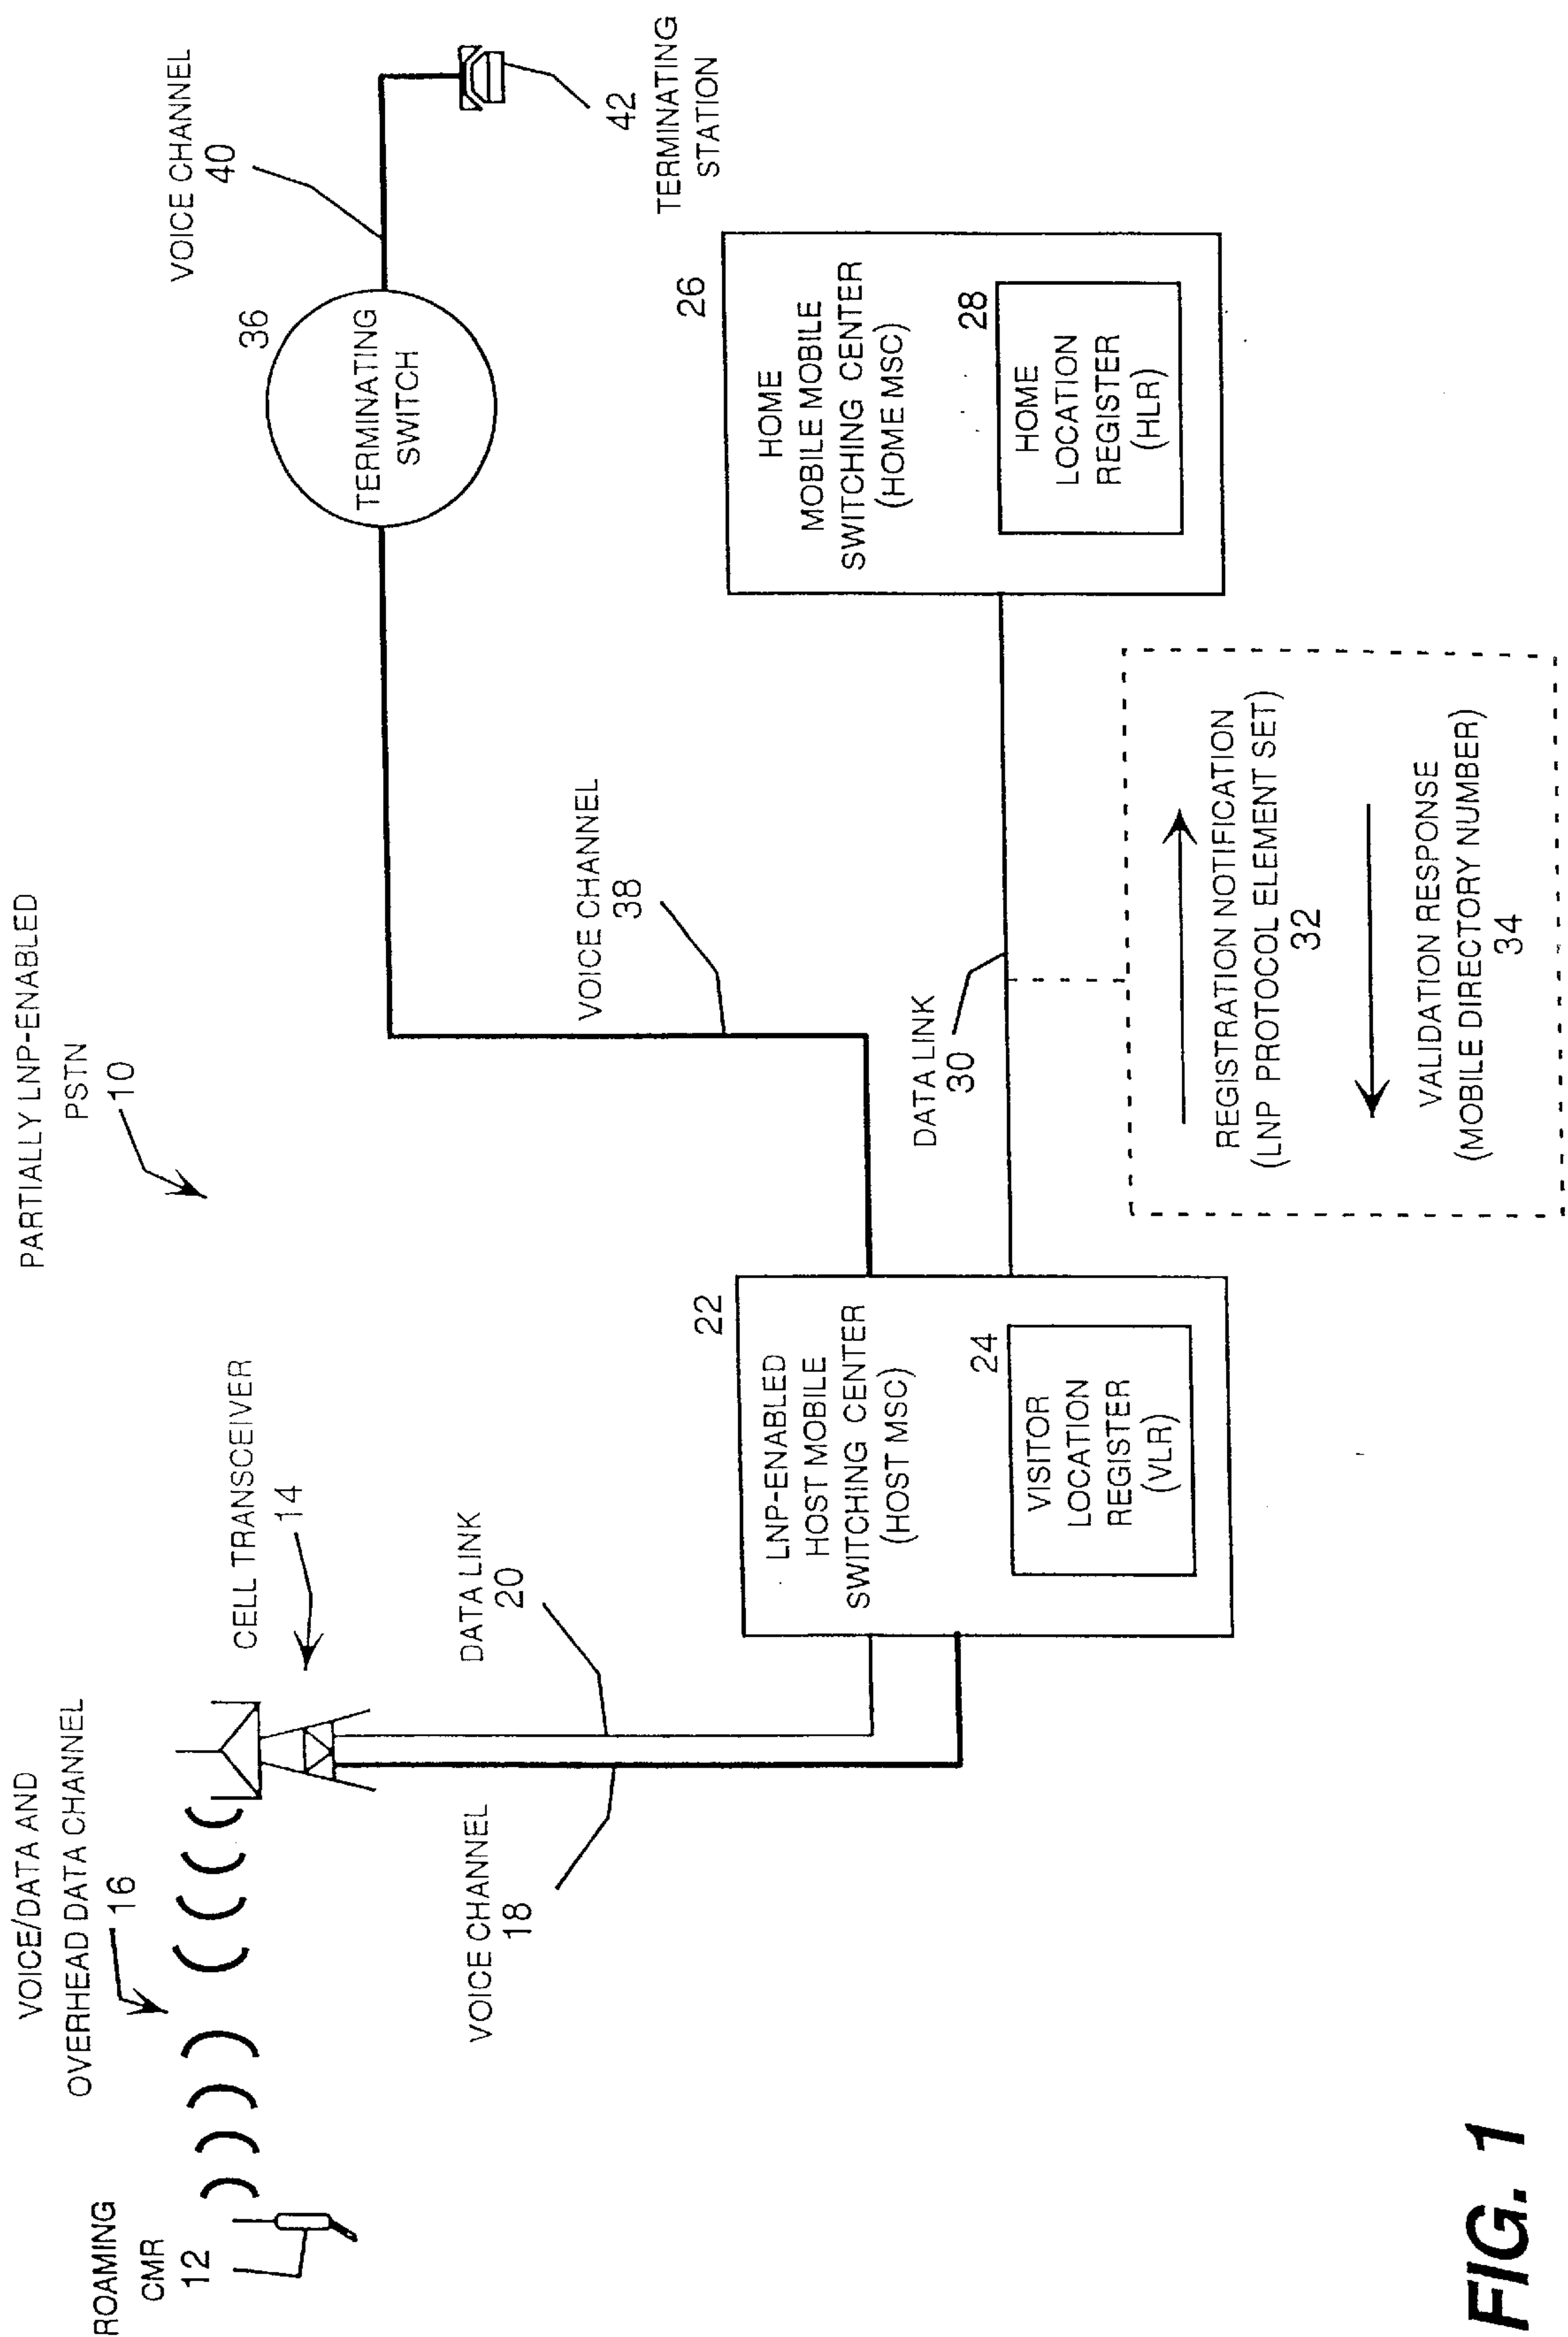 PARTIALLY LNP-ENABLED
PSTN
10
VOICE/DATA AND
OVERHEAD DATA CHANNEL
16
ROAMING
CMR
12
CELL TRANSCEIVER
14
DATA LINK
20
VOICE CHANNEL
18
VOICE CHANNEL
38
36
TERMINATING
SWITCH
VOICE CHANNEL
40
42
TERMINATING
STATION
22
LNP-ENABLED
HOST MOBILE
SWITCHING CENTER
(HOST MSC)
24
VISITOR
LOCATION
REGISTER
(VLR)
DATA LINK
30
26
HOME
MOBILE MOBILE
SWITCHING CENTER
(HOME MSC)
28
HOME
LOCATION
REGISTER
(HLR)
REGISTRATION NOTIFICATION
(LNP PROTOCOL ELEMENT SET)
32
VALIDATION RESPONSE
(MOBILE DIRECTORY NUMBER)
34
FIG. 1